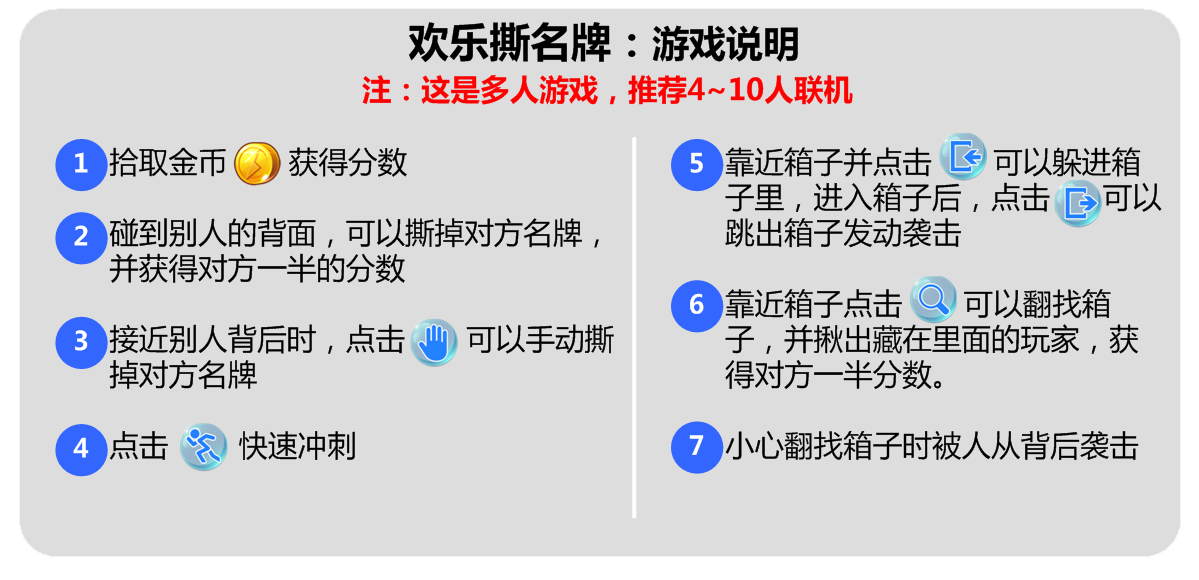 欢乐撕名牌：游戏说明
注：这是多人游戏，推荐4~10人联机
1 拾取金币 获得分数
2 碰到别人的背面，可以撕掉对方名牌，
并获得对方一半的分数
3 接近别人背后时，点击 可以手动撕
掉对方名牌
4 点击 快速冲刺
5 靠近箱子并点击 可以躲进箱
子里，进入箱子后，点击 可以
跳出箱子发动袭击
6 靠近箱子点击 可以翻找箱
子，并揪出藏在里面的玩家，获
得对方一半分数。
7 小心翻找箱子时被人从背后袭击